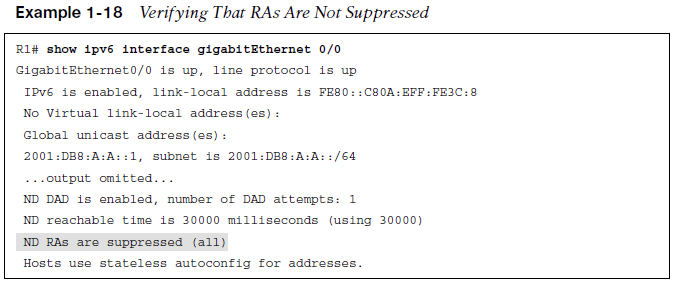 Example 1-18 Verifying That RAs Are Not Suppressed
R1# show ipv6 interface gigabitEthernet 0/0
GigabitEthernet0/0 is up, line protocol is up
IPv6 is enabled, link-local address is FE80::C80A:EFF:FE3C:8
No Virtual link-local address(es):
Global unicast address(es):
2001:DB8:A:A::1, subnet is 2001:DB8:A:A::/64
...output omitted...
ND DAD is enabled, number of DAD attempts: 1
ND reachable time is 30000 milliseconds (using 30000)
ND RAs are suppressed (all)
Hosts use stateless autoconfig for addresses.